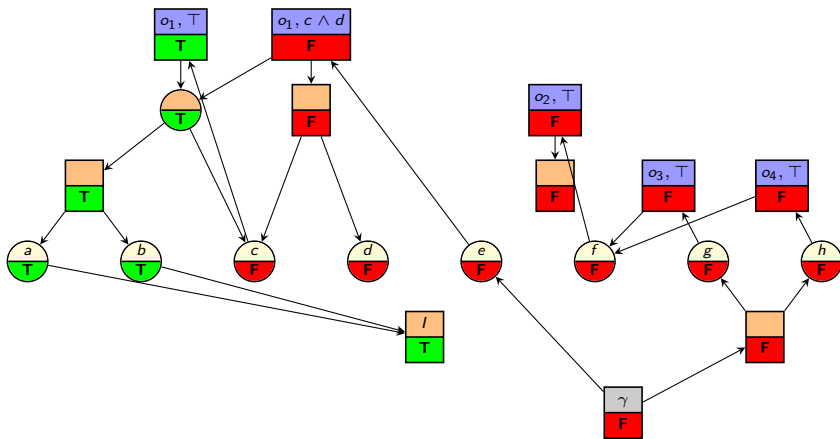 o₁, ⊤
T
o₁, c ∧ d
F
T
F
o₂, ⊤
F
T
F
o₃, ⊤
F
o₄, ⊤
F
a
T
b
T
c
F
d
F
e
F
f
F
g
F
h
F
I
T
F
γ
F